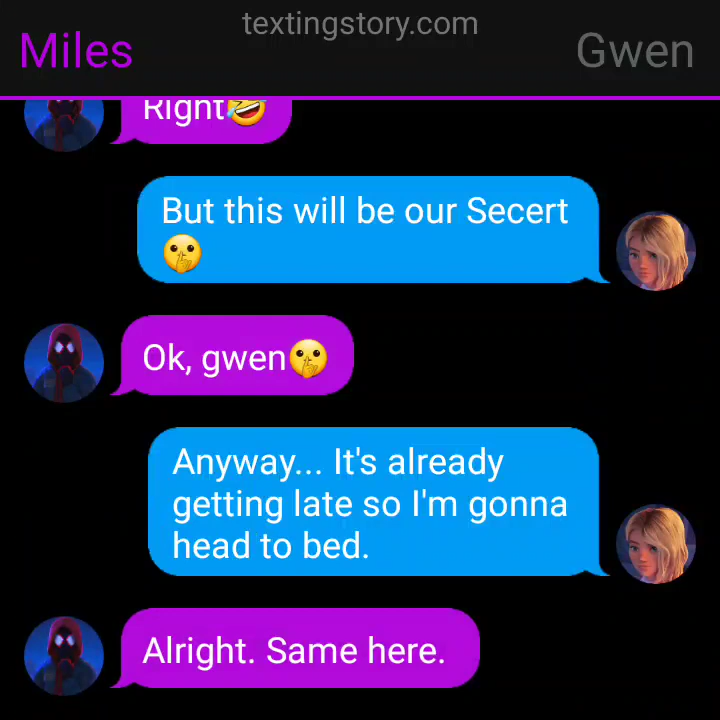 textingstory.com
Miles
Gwen
Right🤣
But this will be our Secert
🤫
Ok, gwen🤫
Anyway... It's already
getting late so I'm gonna
head to bed.
Alright. Same here.